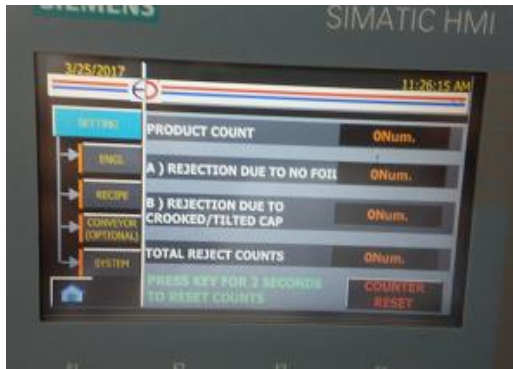 SIEMENS
SIMATIC HMI
3/25/2017
11:26:15 AM
SETTING
PRODUCT COUNT
0Num.
ENGG.
A ) REJECTION DUE TO NO FOIL
0Num.
RECIPE
B ) REJECTION DUE TO
CROOKED/TILTED CAP
0Num.
CONVEYOR
(OPTIONAL)
SYSTEM
TOTAL REJECT COUNTS
0Num.
PRESS KEY FOR 3 SECONDS
TO RESET COUNTS
COUNTER
RESET